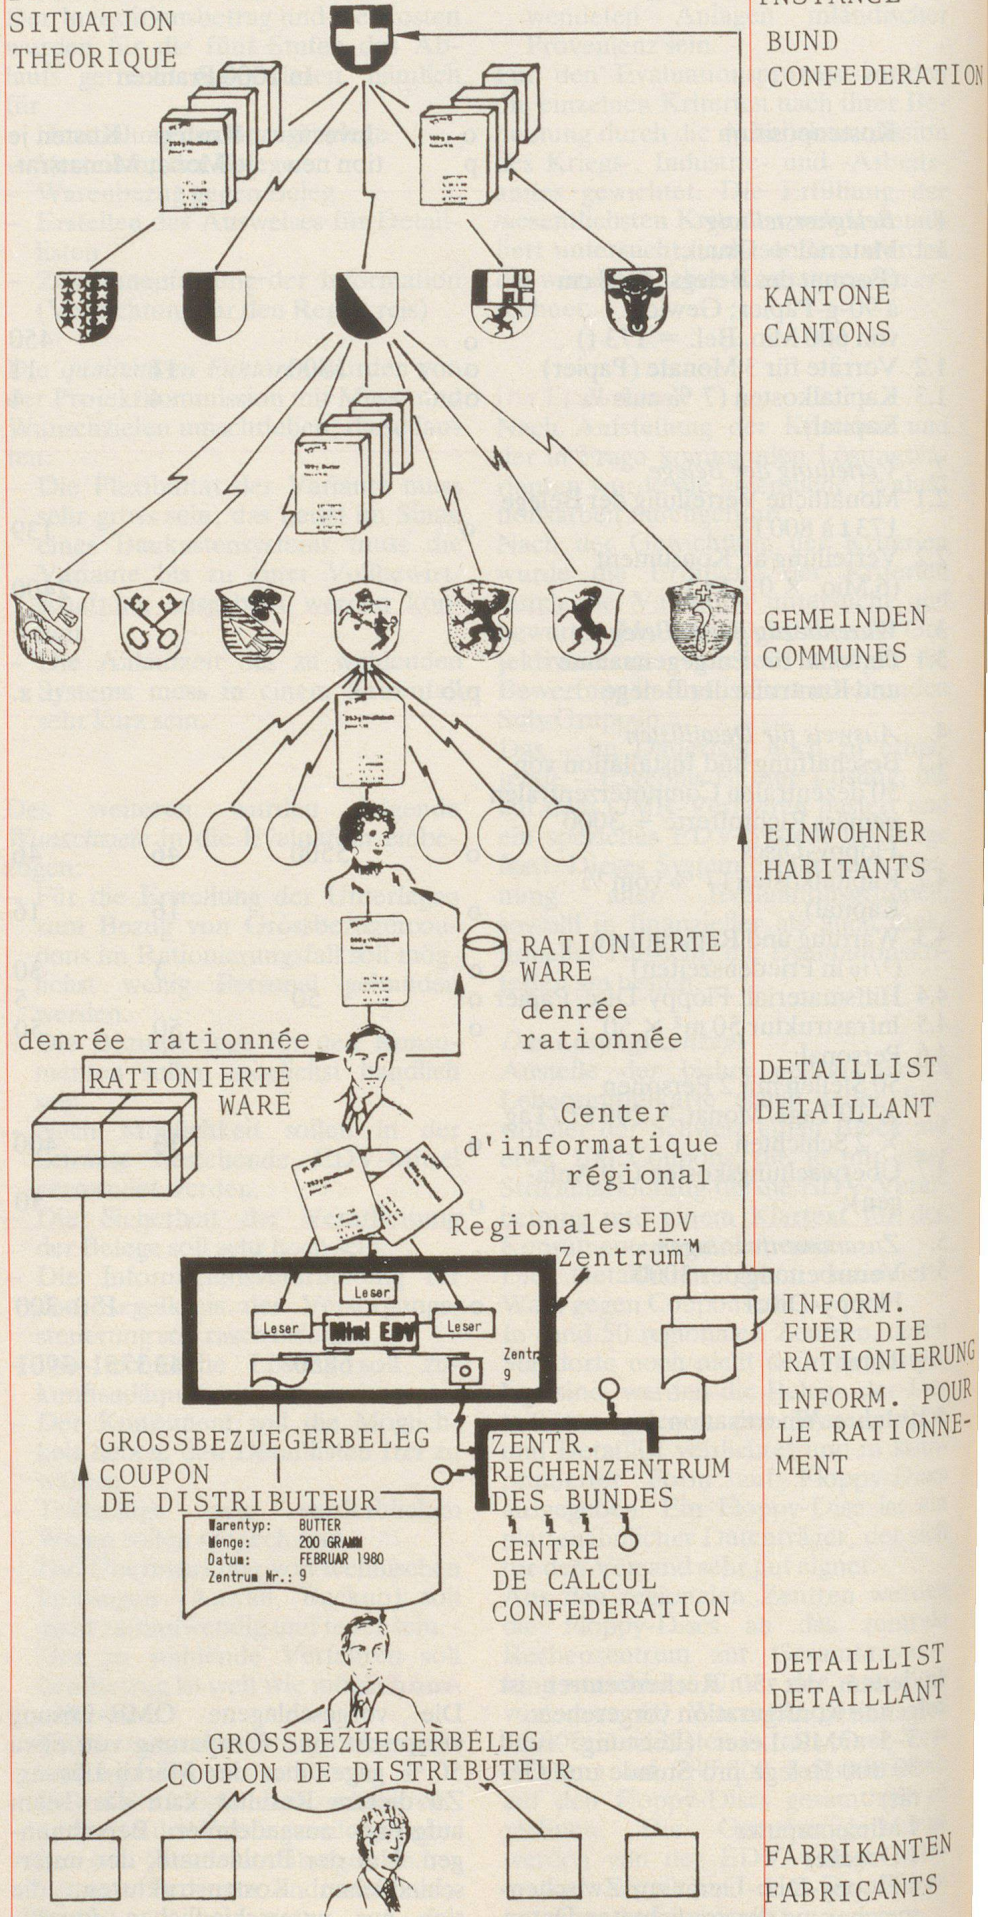 SITUATION
THEORIQUE
BUND
CONFEDERATION
KANTONE
CANTONS
GEMEINDEN
COMMUNES
EINWOHNER
HABITANTS
RATIONIERTE
WARE
denrée
rationnée
denrée rationnée
RATIONIERTE
WARE
DETAILLIST
DETAILLANT
Center
d'informatique
régional
Regionales EDV
Zentrum
Leser
Leser
Mini EDV
Leser
Zentr
9
INFORM.
FUER DIE
RATIONIERUNG
INFORM. POUR
LE RATIONNE-
MENT
GROSSBEZUEGERBELEG
COUPON
DE DISTRIBUTEUR
ZENTR.
RECHENZENTRUM
DES BUNDES
CENTRE
DE CALCUL
CONFEDERATION
Warentyp: BUTTER
Menge: 200 GRAMM
Datum: FEBRUAR 1980
Zentrum Nr.: 9
DETAILLIST
DETAILLANT
GROSSBEZUEGERBELEG
COUPON DE DISTRIBUTEUR
FABRIKANTEN
FABRICANTS